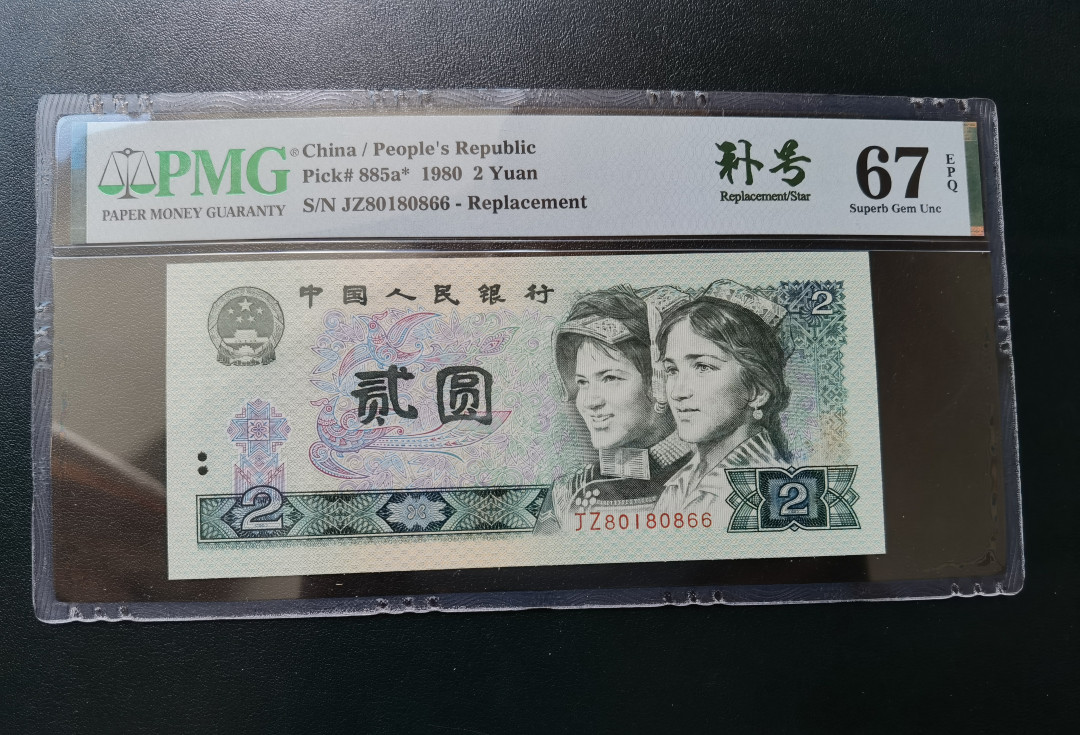 PMG®
PAPER MONEY GUARANTY
China / People's Republic
Pick# 885a* 1980 2 Yuan
S/N JZ80180866 - Replacement
补号
Replacement/Star
67
Superb Gem Unc
EPQ
中国人民银行
2
贰圆
2
2
JZ80180866